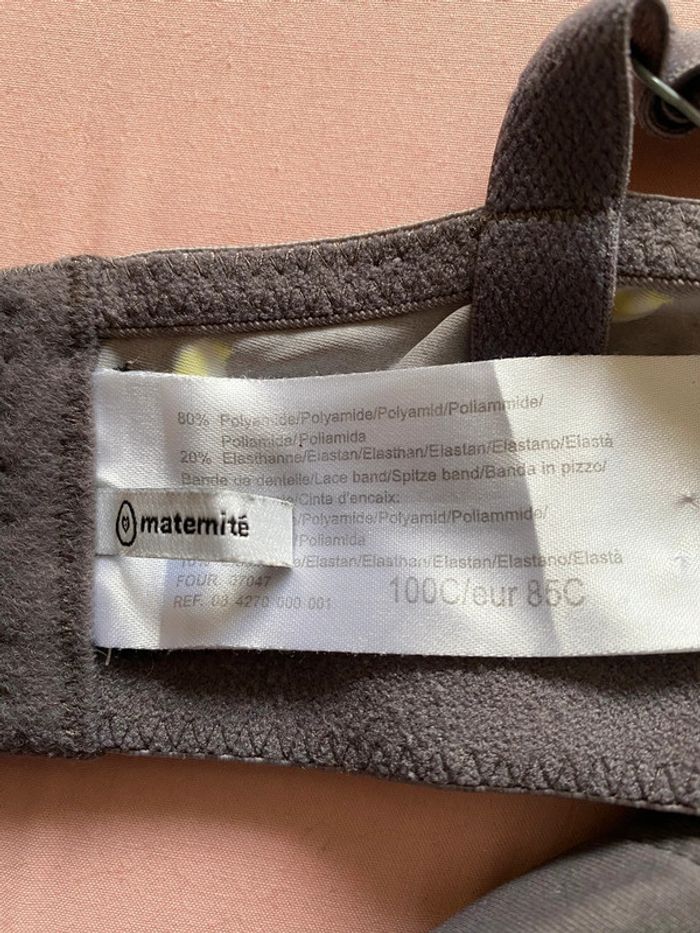 80% Polyamide/Polyamide/Polyamid/Poliammide/
Poliamida/Poliamida
20% Elasthanne/Elastan/Elasthan/Elastan/Elastano/Elastà
Bande de dentelle/Lace band/Spitze band/Banda in pizzo/
/Cinta d'encaix:
maternité
/Polyamide/Polyamid/Poliammide/
/Poliamida
10% /Elastan/Elasthan/Elastan/Elastano/Elastà
FOUR. 07047
REF. 08 4270 000 001
100C/eur 85C